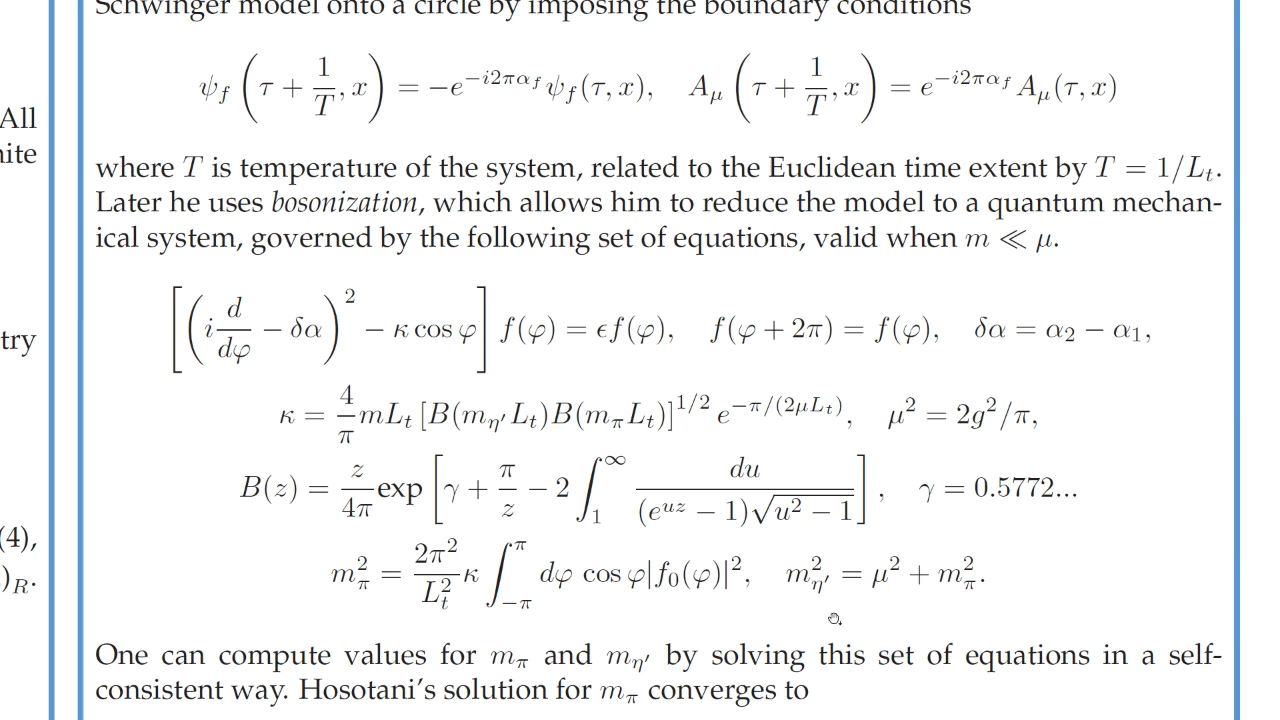 Schwinger model onto a circle by imposing the boundary conditions
ψ_f (τ + 1/T, x) = −e^{−i2πα_f} ψ_f(τ, x),    A_μ (τ + 1/T, x) = e^{−i2πα_f} A_μ(τ, x)
All
where T is temperature of the system, related to the Euclidean time extent by T = 1/L_t.
Later he uses bosonization, which allows him to reduce the model to a quantum mechan-
ical system, governed by the following set of equations, valid when m ≪ μ.
[(i d/dφ − δα)^2 − κ cos φ] f(φ) = ϵf(φ),    f(φ + 2π) = f(φ),    δα = α_2 − α_1,
try
κ = 4/π mL_t [B(m_{η′}L_t)B(m_πL_t)]^{1/2} e^{−π/(2μL_t)},    μ^2 = 2g^2/π,
B(z) = z/4π exp [γ + π/z − 2 ∫_1^∞ du/((e^{uz} − 1)√(u^2 − 1))],    γ = 0.5772...
(4),
)_R.
m_π^2 = 2π^2/L_t^2 κ ∫_{−π}^π dφ cos φ|f_0(φ)|^2,    m_{η′}^2 = μ^2 + m_π^2.
One can compute values for m_π and m_{η′} by solving this set of equations in a self-
consistent way. Hosotani's solution for m_π converges to